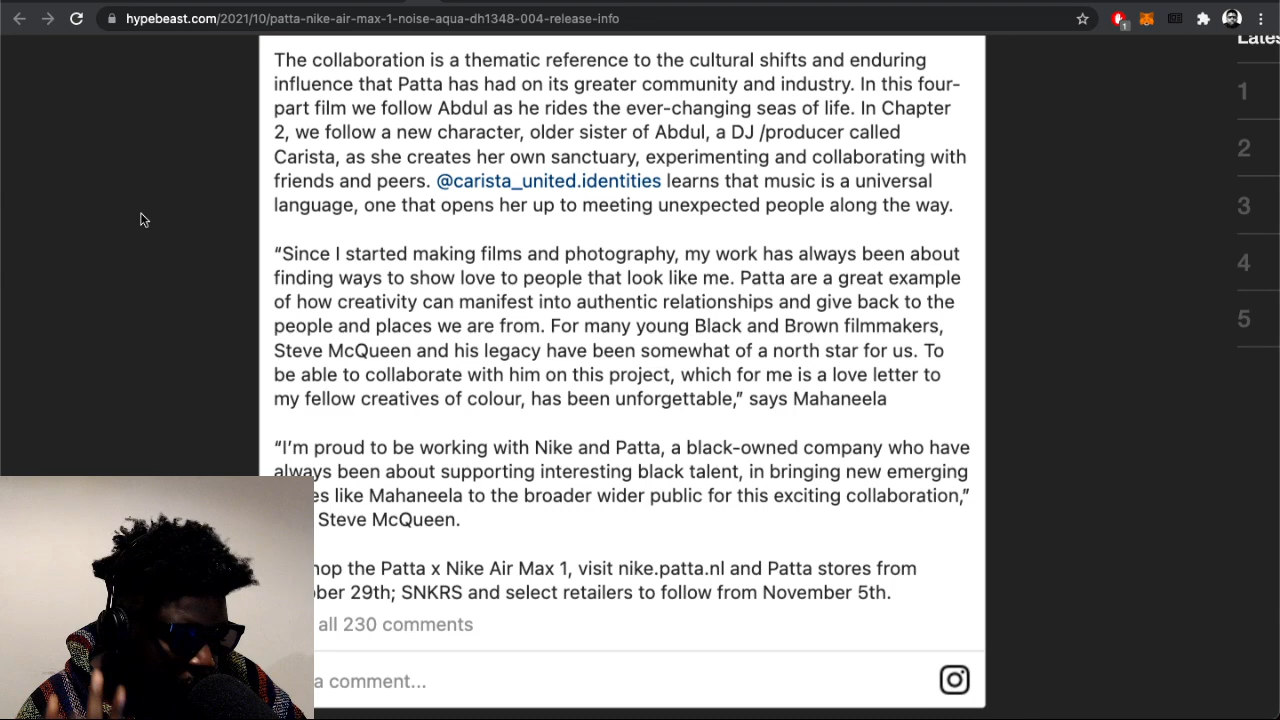 hypebeast.com/2021/10/patta-nike-air-max-1-noise-aqua-dh1348-004-release-info
1
The collaboration is a thematic reference to the cultural shifts and enduring
influence that Patta has had on its greater community and industry. In this four-
part film we follow Abdul as he rides the ever-changing seas of life. In Chapter
2, we follow a new character, older sister of Abdul, a DJ /producer called
Carista, as she creates her own sanctuary, experimenting and collaborating with
friends and peers. @carista_united.identities learns that music is a universal
language, one that opens her up to meeting unexpected people along the way.
“Since I started making films and photography, my work has always been about
finding ways to show love to people that look like me. Patta are a great example
of how creativity can manifest into authentic relationships and give back to the
people and places we are from. For many young Black and Brown filmmakers,
Steve McQueen and his legacy have been somewhat of a north star for us. To
be able to collaborate with him on this project, which for me is a love letter to
my fellow creatives of colour, has been unforgettable,” says Mahaneela
“I’m proud to be working with Nike and Patta, a black-owned company who have
always been about supporting interesting black talent, in bringing new emerging
like Mahaneela to the broader wider public for this exciting collaboration,”
Steve McQueen.
the Patta x Nike Air Max 1, visit nike.patta.nl and Patta stores from
29th; SNKRS and select retailers to follow from November 5th.
all 230 comments
a comment...
1
2
3
4
5